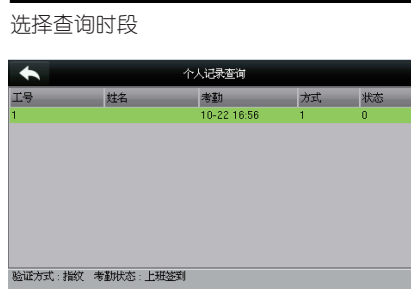 选择查询时段
个人记录查询
工号 姓名 考勤 方式 状态
1 10-22 16:56 1 0
验证方式 : 指纹 考勤状态 : 上班签到